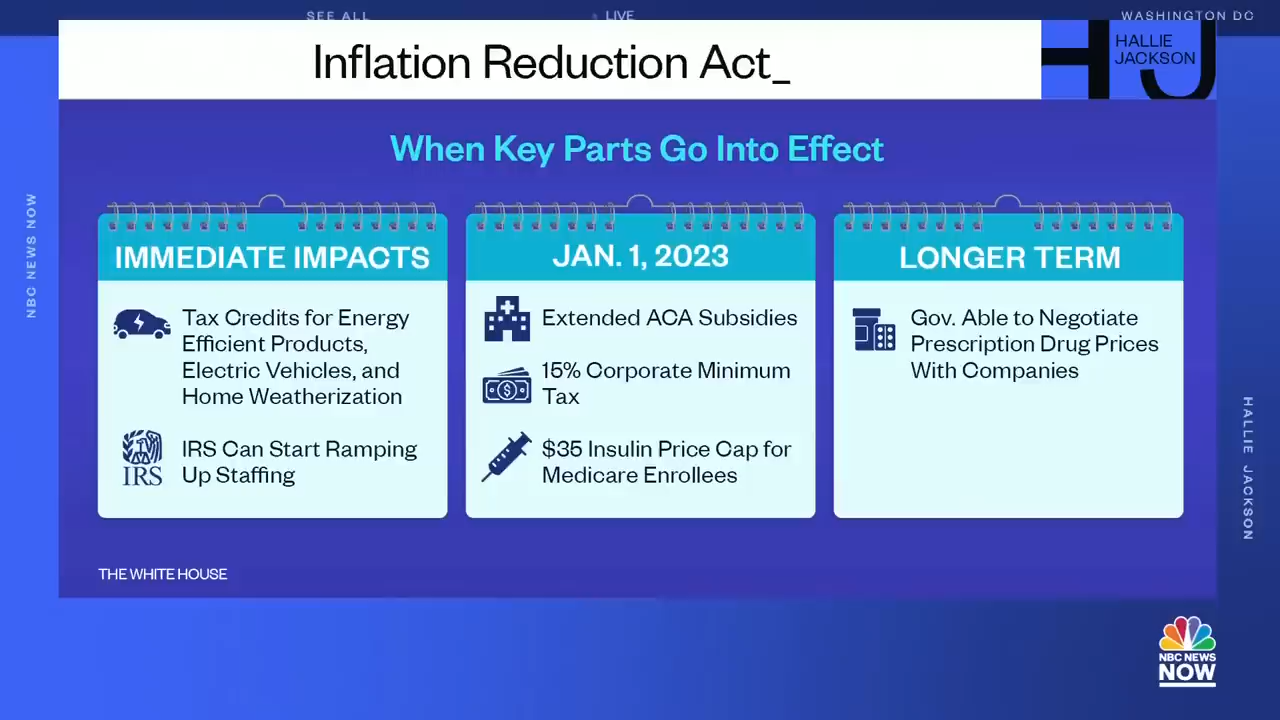 SEE ALL
LIVE
WASHINGTON DC
Inflation Reduction Act_
HALLIE
JACKSON
HJ
When Key Parts Go Into Effect
IMMEDIATE IMPACTS
Tax Credits for Energy
Efficient Products,
Electric Vehicles, and
Home Weatherization
IRS
IRS Can Start Ramping
Up Staffing
JAN. 1, 2023
Extended ACA Subsidies
15% Corporate Minimum
Tax
$
$35 Insulin Price Cap for
Medicare Enrollees
LONGER TERM
Gov. Able to Negotiate
Prescription Drug Prices
With Companies
THE WHITE HOUSE
NBC NEWS NOW
HALLIE JACKSON
NBC NEWS
NOW